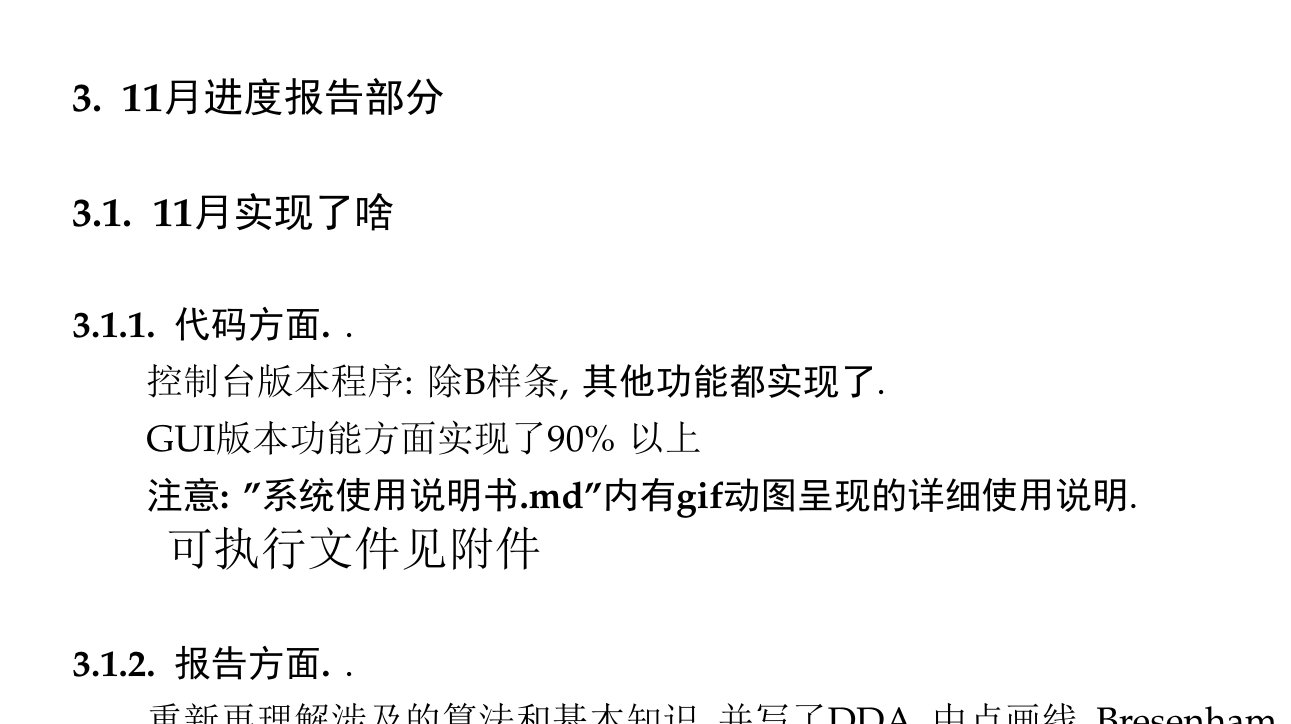 3. 11月进度报告部分
3.1. 11月实现了啥
3.1.1. 代码方面. .
控制台版本程序: 除B样条, 其他功能都实现了.
GUI版本功能方面实现了90% 以上
注意: ”系统使用说明书.md”内有gif动图呈现的详细使用说明.
可执行文件见附件
3.1.2. 报告方面. .
重新再理解涉及的算法和基本知识, 并写了DDA, 中点画线, Bresenham